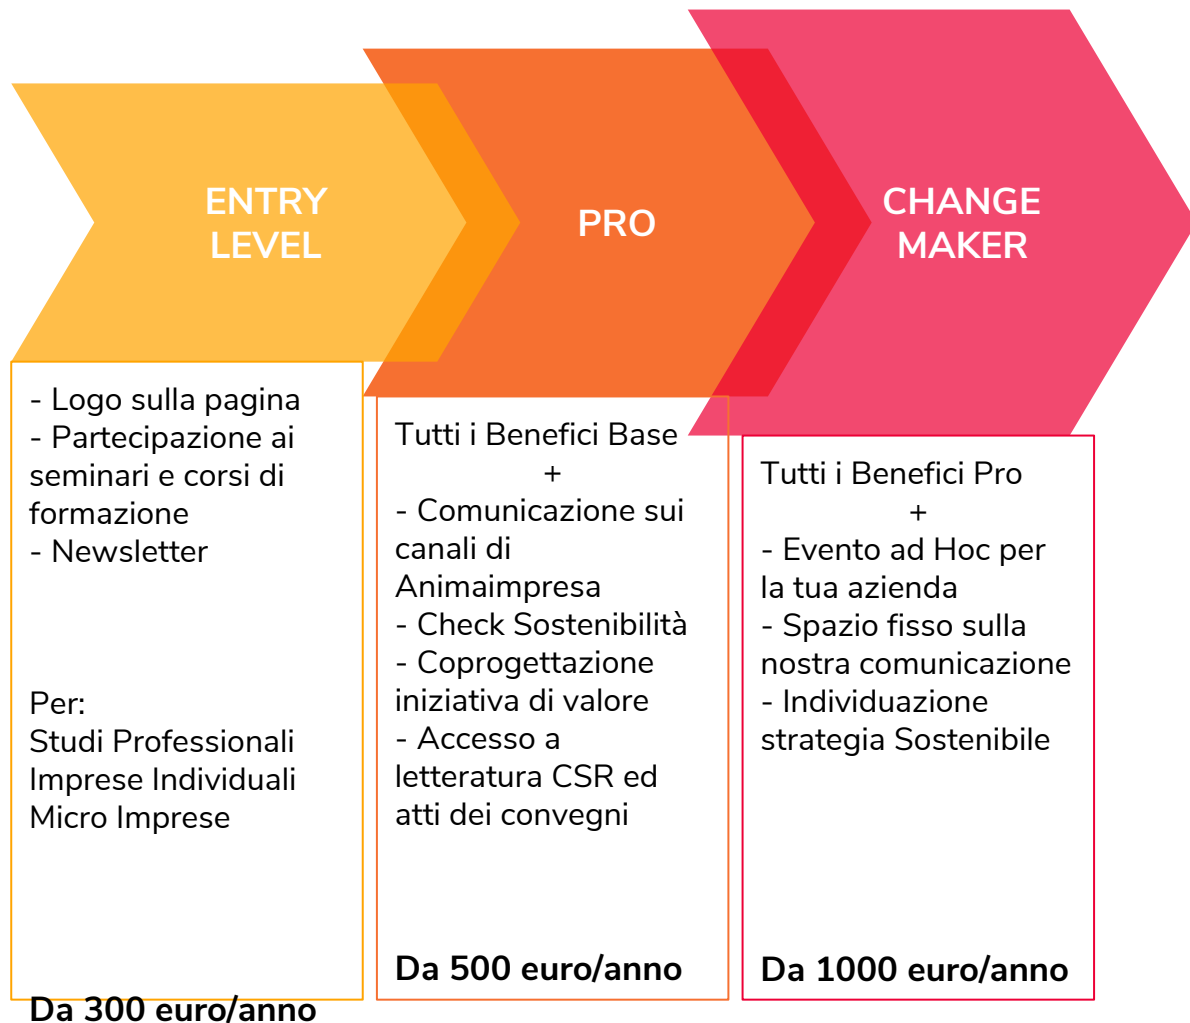 ENTRY
LEVEL
PRO
CHANGE
MAKER
- Logo sulla pagina
- Partecipazione ai
seminari e corsi di
formazione
- Newsletter
Per:
Studi Professionali
Imprese Individuali
Micro Imprese
Da 300 euro/anno
Tutti i Benefici Base
+
- Comunicazione sui
canali di
Animaimpresa
- Check Sostenibilità
- Coprogettazione
iniziativa di valore
- Accesso a
letteratura CSR ed
atti dei convegni
Da 500 euro/anno
Tutti i Benefici Pro
+
- Evento ad Hoc per
la tua azienda
- Spazio fisso sulla
nostra comunicazione
- Individuazione
strategia Sostenibile
Da 1000 euro/anno